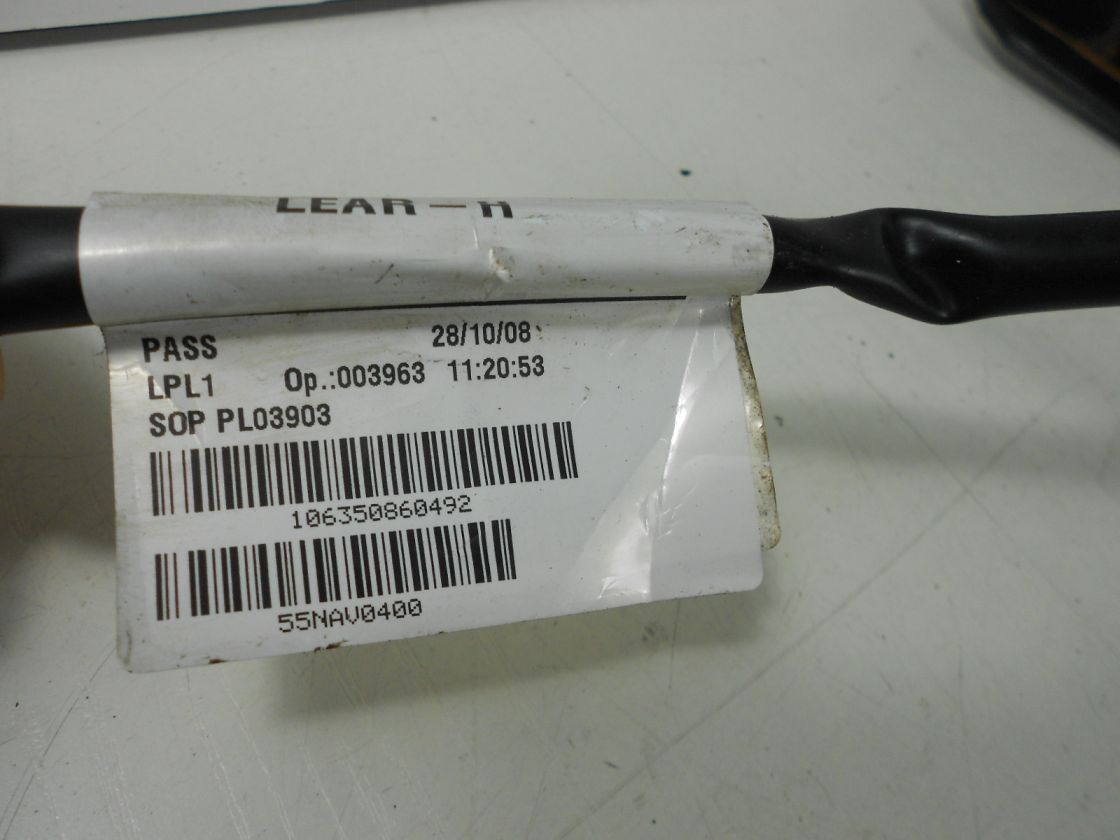 LEAR - H
PASS 28/10/08
LPL1 Op.:003963 11:20:53
SOP PL03903
106350860492
55NAV0400